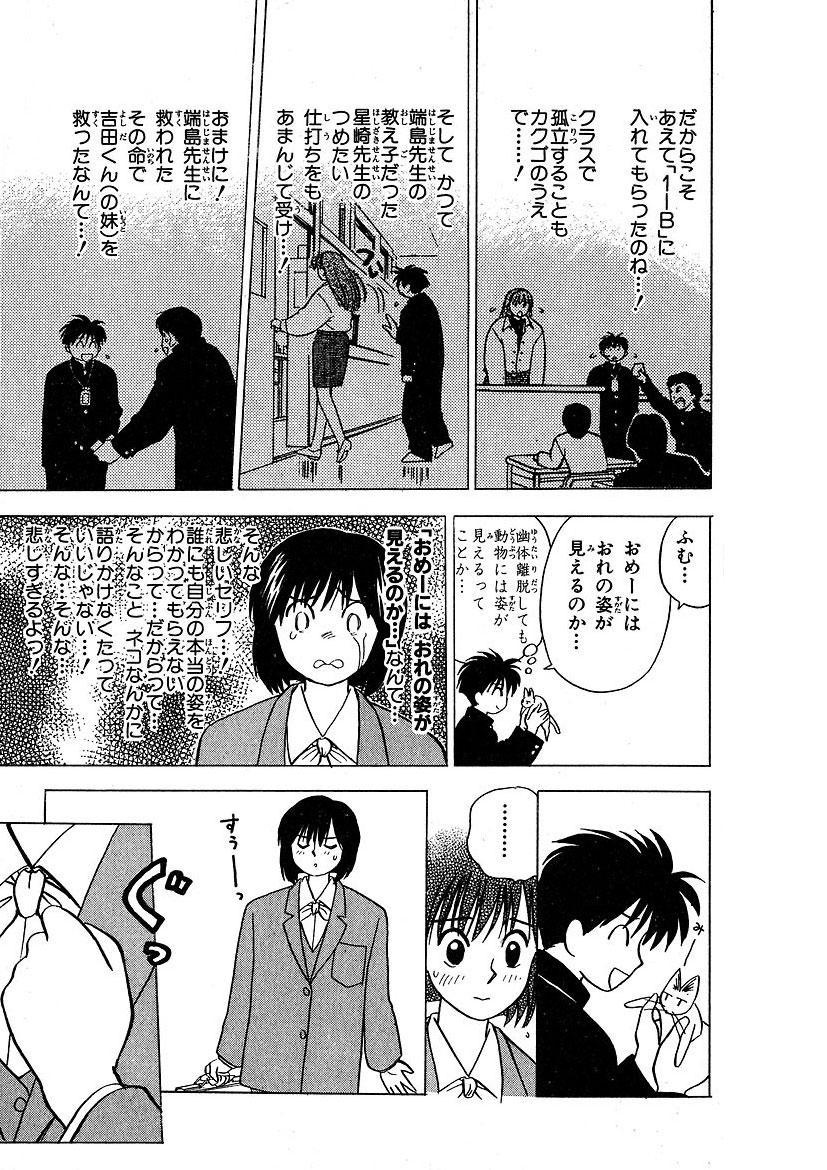 だからこそ
あえて「1―B」に
入れてもらったのね…！
クラスで
孤立することも
カクゴのうえ
で……！
そして かつて
端島先生の
教え子だった
星崎先生の
つめたい
仕打ちをも
あまんじて受け…！
つい
おまけに！
端島先生に
救われた
その命で
吉田くん（の妹）を
救ったなんて…！
ふむ…
おめーには
おれの姿が
見えるのか…
幽体離脱しても
動物には姿が
見えるって
ことか…
「おめーには おれの姿が
見えるのか…」なんて…
そんな
悲しいセリフ…！
誰にも自分の本当の姿を
わかってもらえない
からって…だからって…
そんなこと ネコなんかに
語りかけなくたって
いいじゃない…！
そんな…そんな…
悲しすぎるよっ！
みー
………
すぅーっ
ぐっ